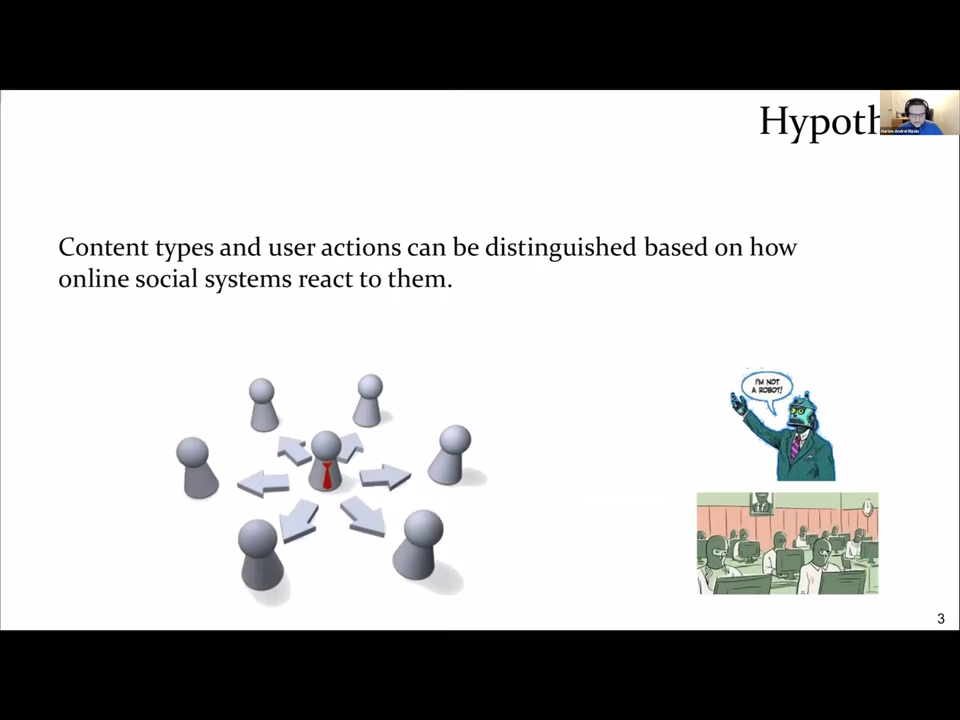 Hypoth
Content types and user actions can be distinguished based on how
online social systems react to them.
I'M NOT
A ROBOT!
3